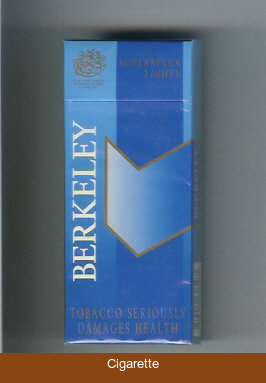 SUPERKINGS
LIGHTS
BERKELEY
TOBACCO SERIOUSLY
DAMAGES HEALTH
Cigarette